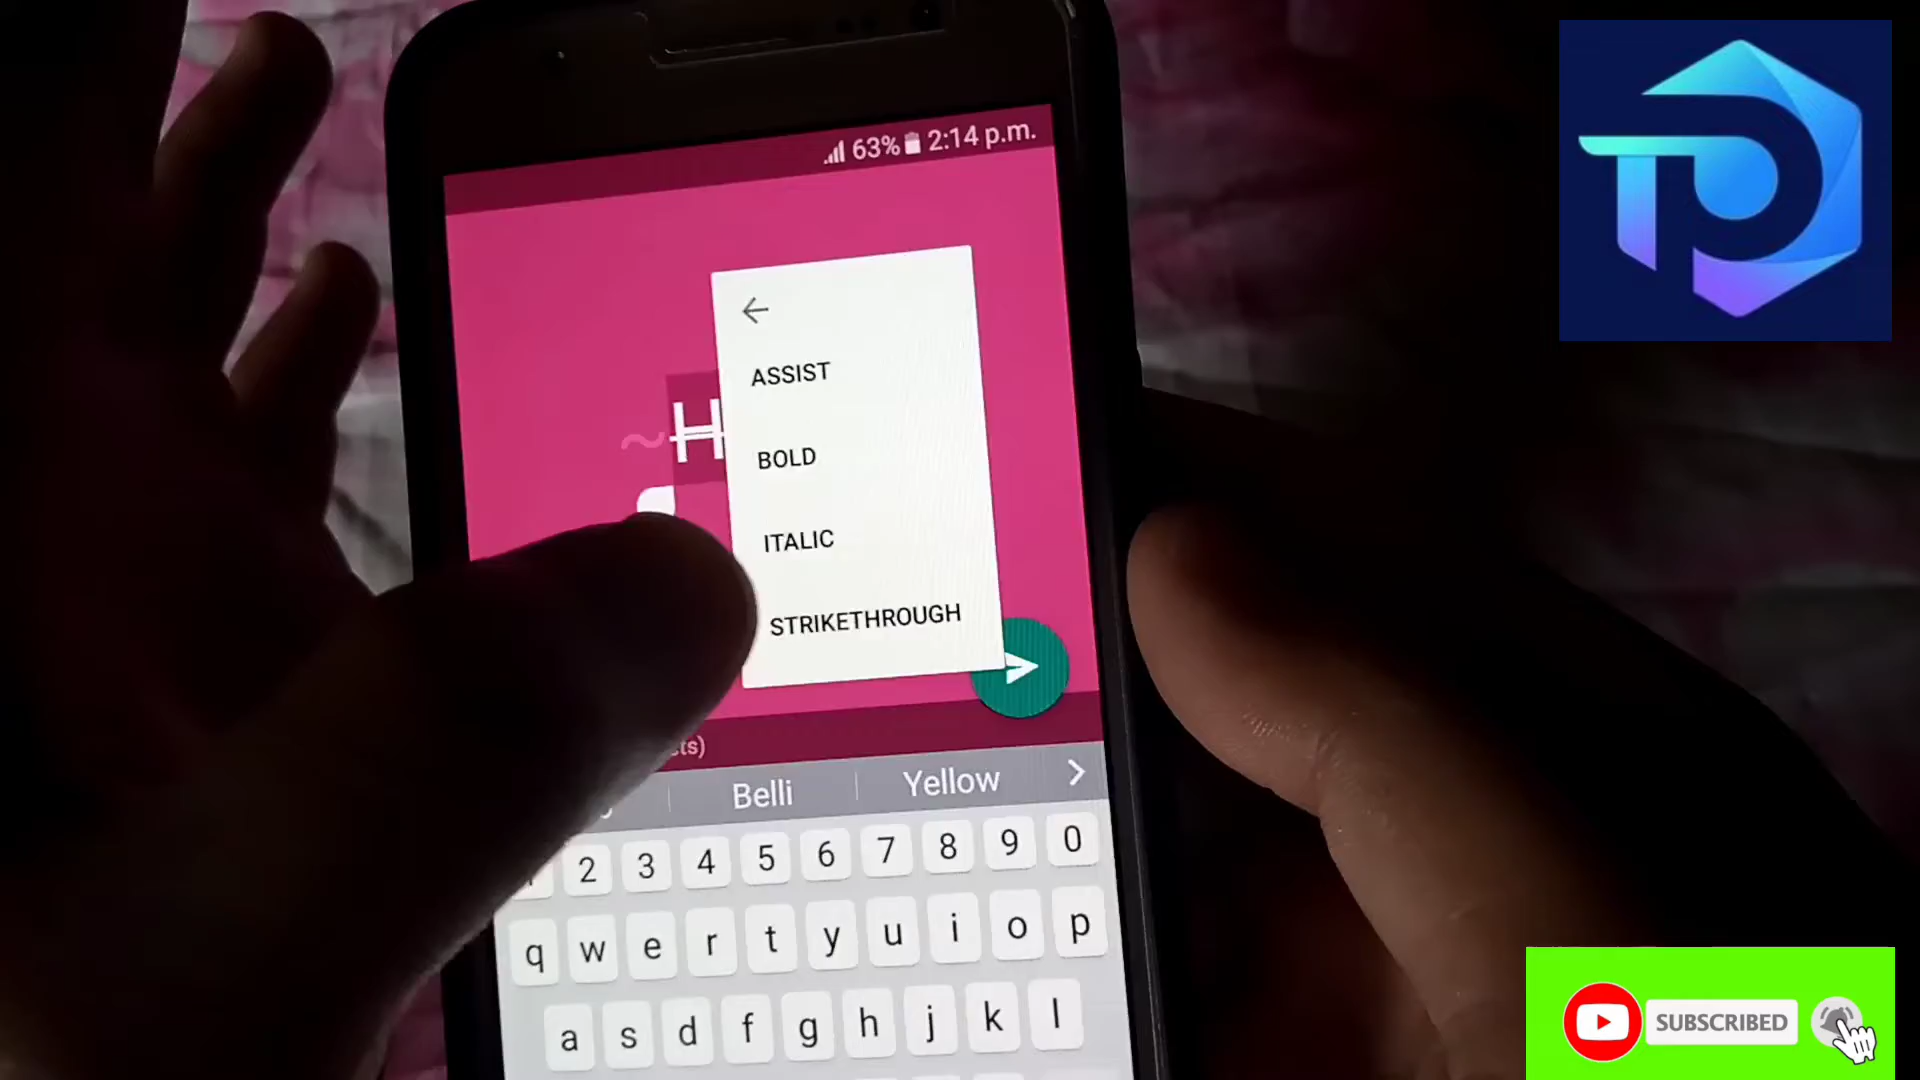 63% 2:14 p.m.
ASSIST
~H
BOLD
ITALIC
STRIKETHROUGH
Belli Yellow
2 3 4 5 6 7 8 9 0
q w e r t y u i o p
a s d f g h j k l
SUBSCRIBED